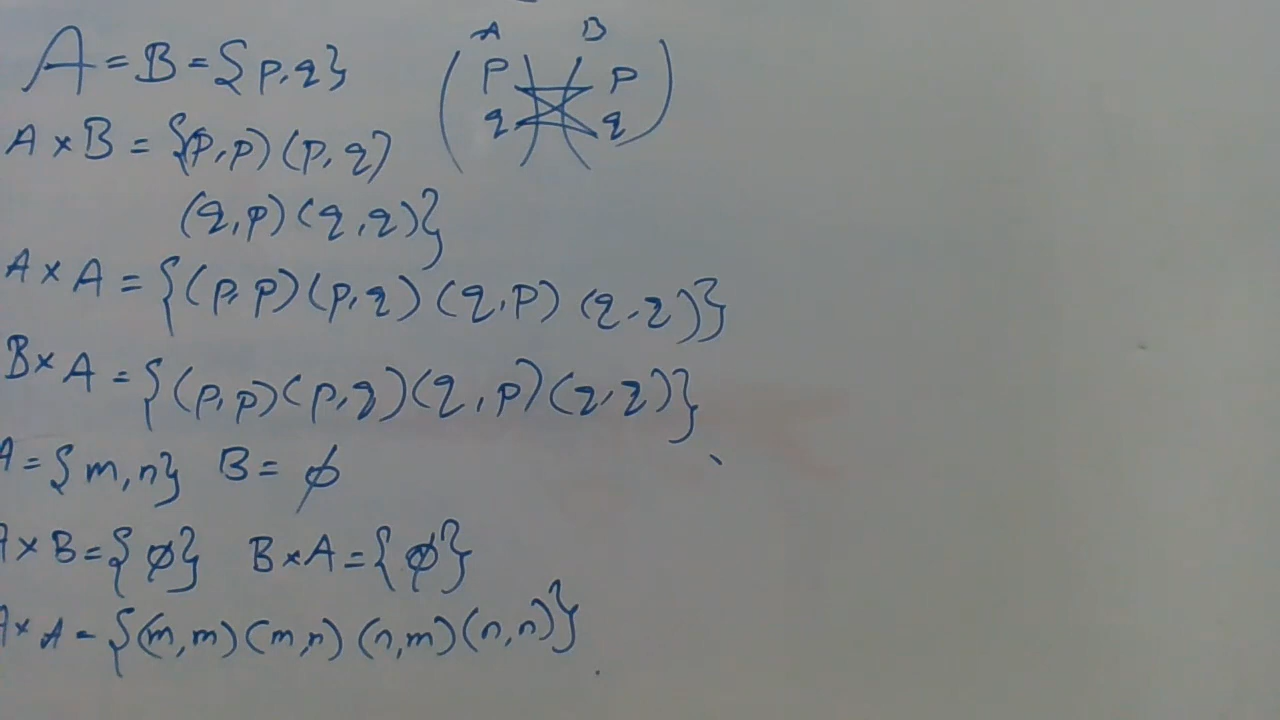 A = B = {p,q}
A B
p p
q q
A × B = {(p,p) (p,q)
(q,p) (q,q)}
A × A = {(p,p) (p,q) (q,p) (q,q)}
B × A = {(p,p) (p,q) (q,p) (q,q)}
A = {m,n} B = ϕ
A × B = {ϕ} B × A = {ϕ}
A × A = {(m,m) (m,n) (n,m) (n,n)}